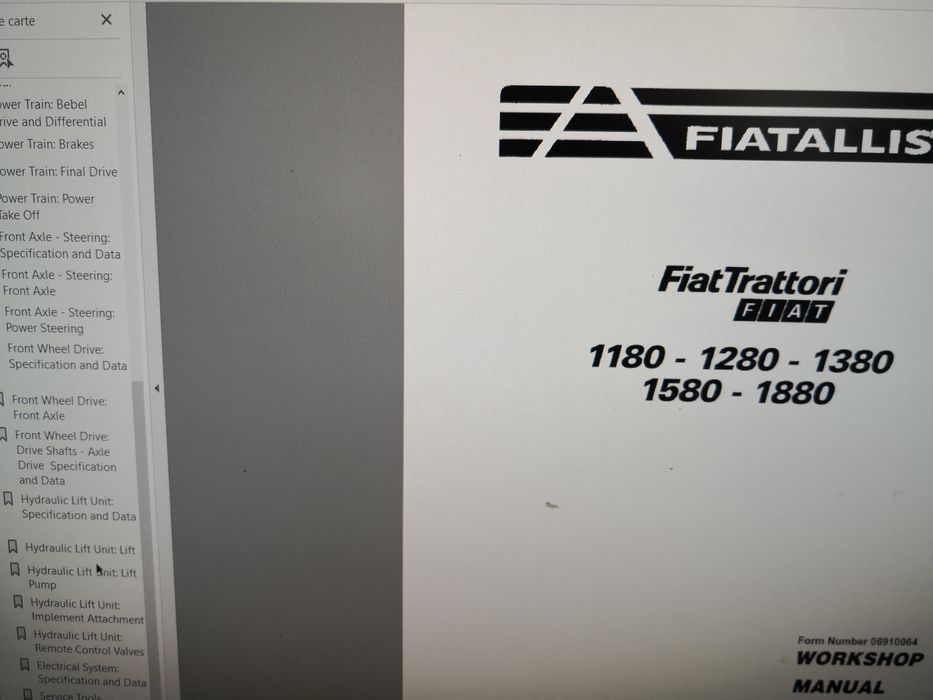 e carte
ower Train: Bebel
rive and Differential
ower Train: Brakes
ower Train: Final Drive
Power Train: Power
Take Off
Front Axle - Steering:
Specification and Data
Front Axle - Steering:
Front Axle
Front Axle - Steering:
Power Steering
Front Wheel Drive:
Specification and Data
Front Wheel Drive:
Front Axle
Front Wheel Drive:
Drive Shafts - Axle
Drive Specification
and Data
Hydraulic Lift Unit:
Specification and Data
Hydraulic Lift Unit: Lift
Hydraulic Lift Unit: Lift
Pump
Hydraulic Lift Unit:
Implement Attachment
Hydraulic Lift Unit:
Remote Control Valves
Electrical System:
Specification and Data
Service Tools
FIATALLIS
FiatTrattori
FIAT
1180 - 1280 - 1380
1580 - 1880
Form Number 06910064
WORKSHOP
MANUAL